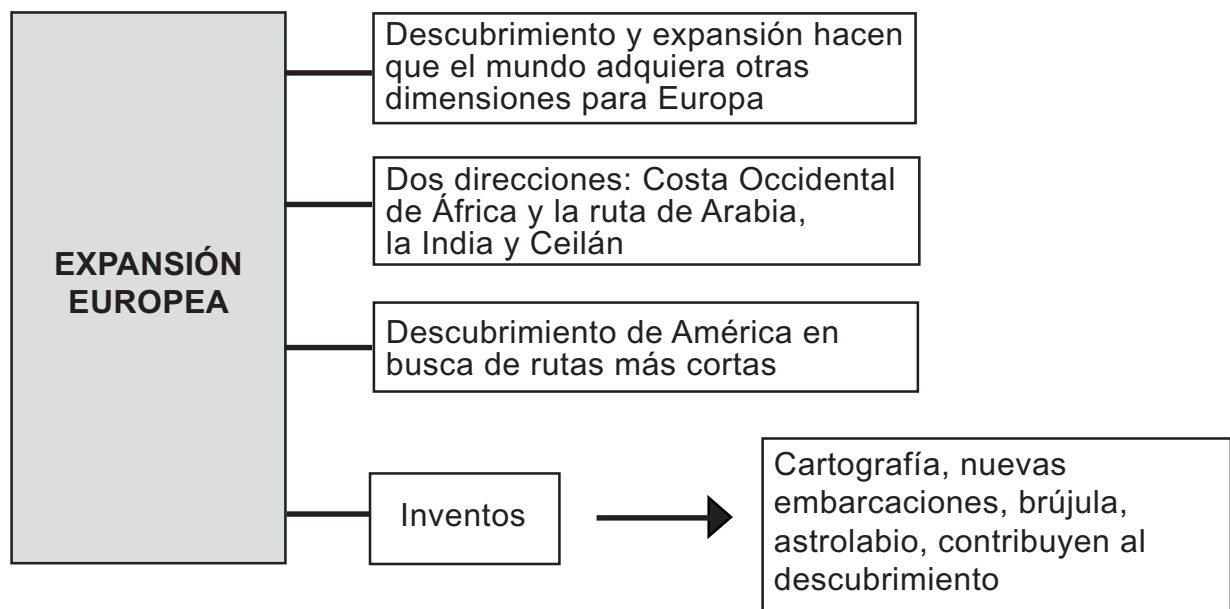 EXPANSIÓN
EUROPEA
Descubrimiento y expansión hacen
que el mundo adquiera otras
dimensiones para Europa
Dos direcciones: Costa Occidental
de África y la ruta de Arabia,
la India y Ceilán
Descubrimiento de América en
busca de rutas más cortas
Inventos
Cartografía, nuevas
embarcaciones, brújula,
astrolabio, contribuyen al
descubrimiento